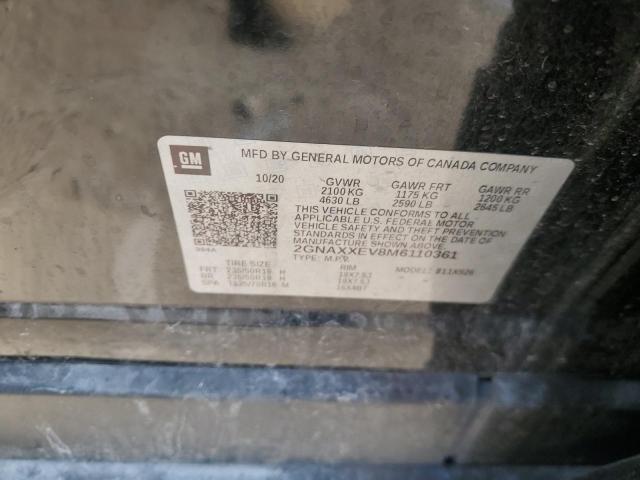 GM
MFD BY GENERAL MOTORS OF CANADA COMPANY
10/20 GVWR GAWR FRT GAWR RR
2100 KG 1175 KG 1200 KG
4630 LB 2590 LB 2645 LB
THIS VEHICLE CONFORMS TO ALL
APPLICABLE U.S. FEDERAL MOTOR
VEHICLE SAFETY AND THEFT PREVENTION
STANDARDS IN EFFECT ON THE DATE OF
MANUFACTURE SHOWN ABOVE.
2GNAXXEV8M6110361
TYPE: M.P.V.
TIRE SIZE RIM MODEL:
FRT H
RR H
SPA M